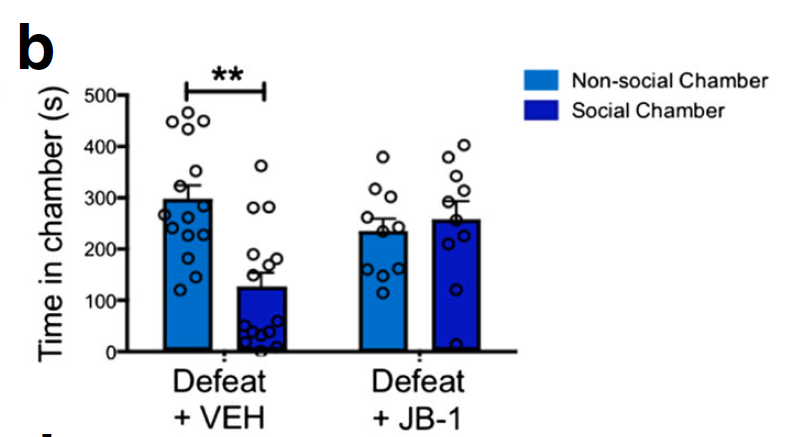 b
**
Time in chamber (s)
500
400
300
200
100
0
Non-social Chamber
Social Chamber
Defeat
+ VEH
Defeat
+ JB-1